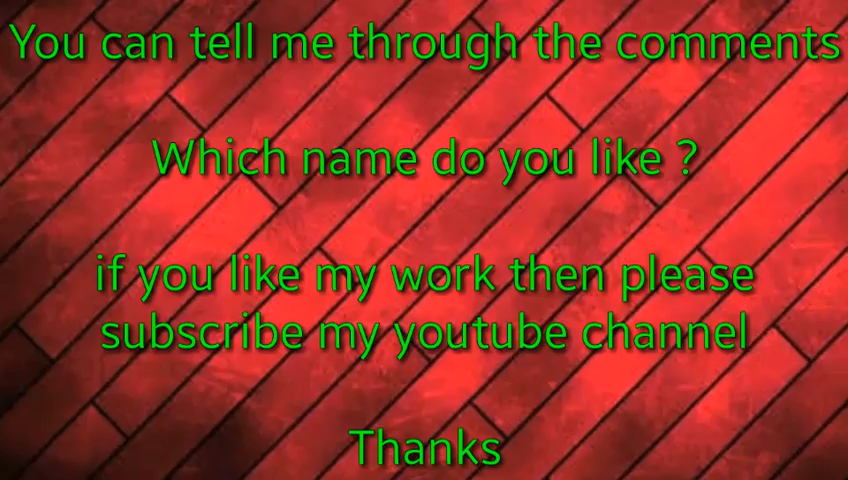 You can tell me through the comments
Which name do you like ?
if you like my work then please
subscribe my youtube channel
Thanks